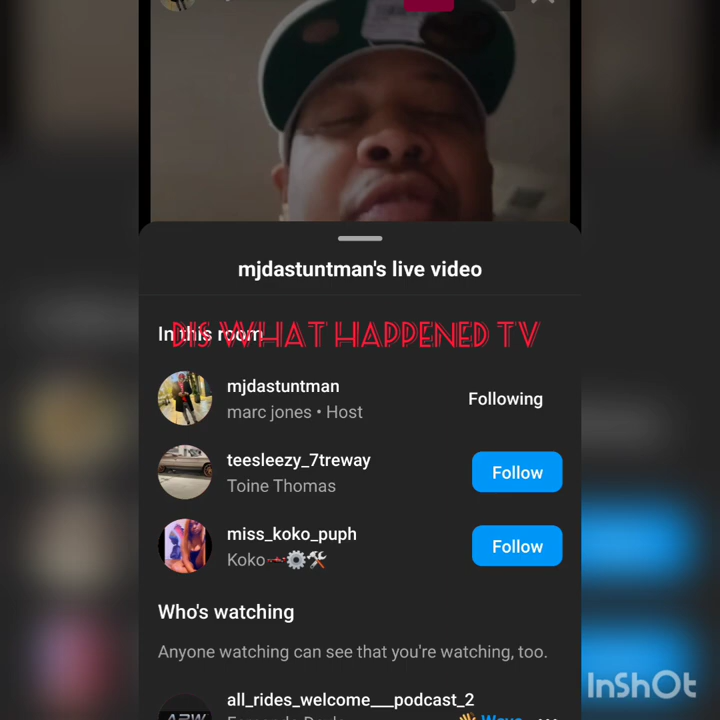 mjdastuntman's live video
In this room
DIS WHAT HAPPENED TV
mjdastuntman
marc jones • Host
Following
teesleezy_7treway
Toine Thomas
Follow
miss_koko_puph
Koko
Follow
Who's watching
Anyone watching can see that you're watching, too.
all_rides_welcome___podcast_2
InShOt